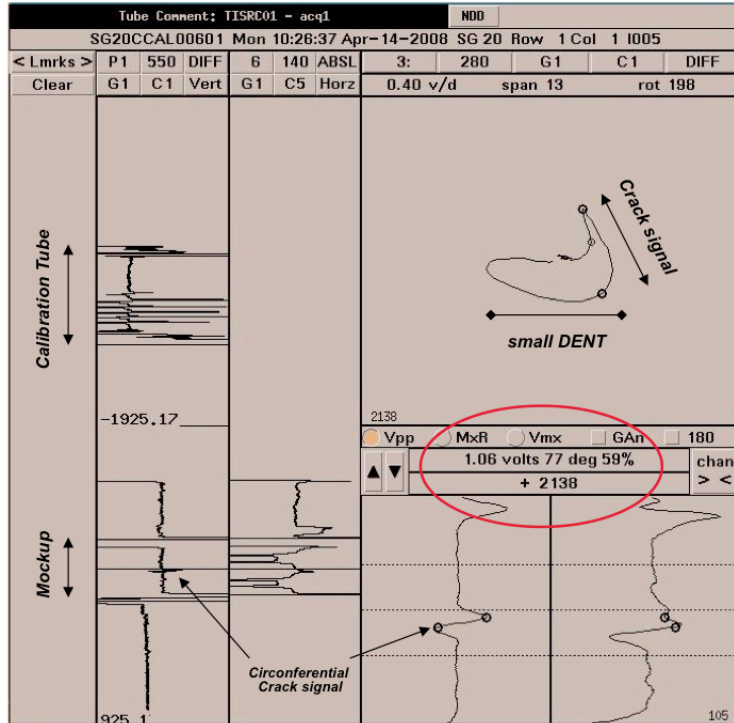 Tube Comment: TISRC01 - acq1 NDD
SG20CCAL00601 Mon 10:26:37 Apr-14-2008 SG 20 Row 1 Col 1 I005
< Lmrks > P1 550 DIFF 6 140 ABSL 3: 280 G1 C1 DIFF
Clear G1 C1 Vert G1 C5 Horz 0.40 v/d span 13 rot 198
Crack signal
Calibration Tube
small DENT
-1925.17
2138
Vpp MxR Vmx GAn 180
1.06 volts 77 deg 59% chan
+ 2138 > <
Mockup
Circonferential
Crack signal
925.1
105